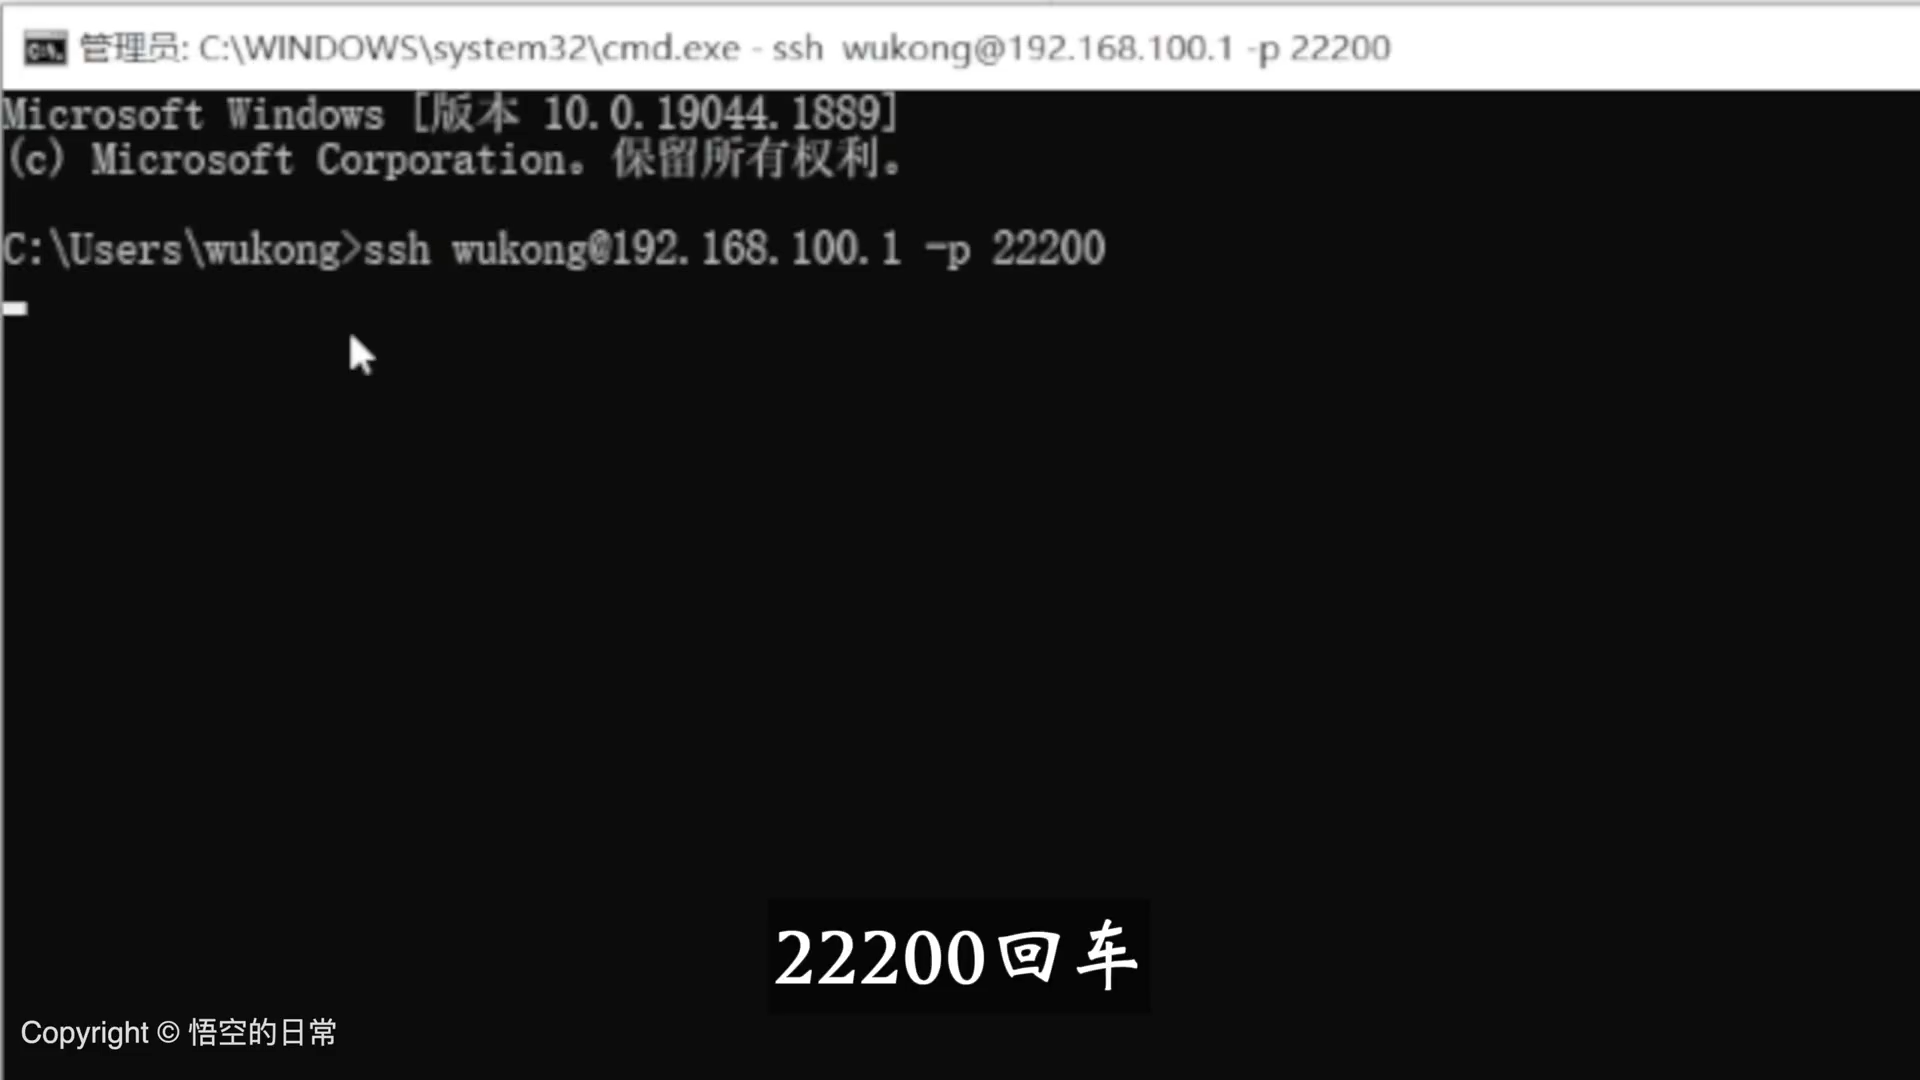 管理员: C:\WINDOWS\system32\cmd.exe - ssh  wukong@192.168.100.1 -p 22200
Microsoft Windows [版本 10.0.19044.1889]
(c) Microsoft Corporation。保留所有权利。
C:\Users\wukong>ssh wukong@192.168.100.1 -p 22200
22200回车
Copyright © 悟空的日常